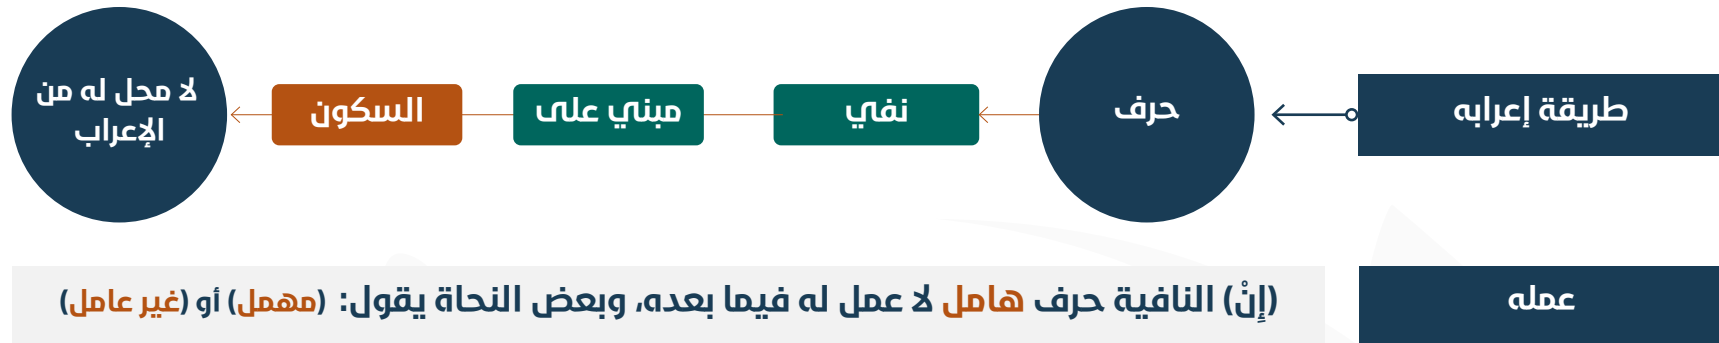 طريقة إعرابه
حرف
نفي
مبني على
السكون
لا محل له من
الإعراب
عمله
(إِنْ) النافية حرف هامل لا عمل له فيما بعده، وبعض النحاة يقول: (مهمل) أو (غير عامل)